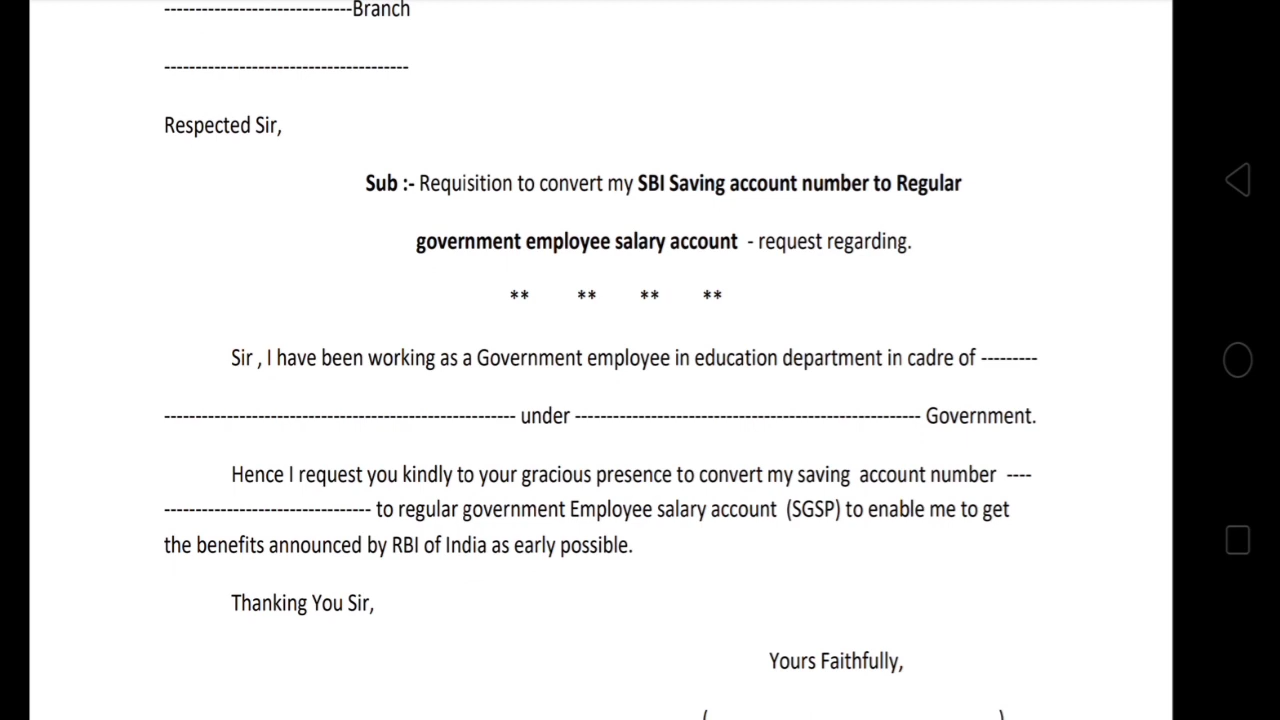 ------------------------------Branch
---------------------------------------
Respected Sir,
Sub :- Requisition to convert my SBI Saving account number to Regular
government employee salary account - request regarding.
** ** ** **
Sir , I have been working as a Government employee in education department in cadre of ---------
-------------------------------------------------------- under ------------------------------------------------------- Government.
Hence I request you kindly to your gracious presence to convert my saving account number ----
--------------------------------- to regular government Employee salary account (SGSP) to enable me to get
the benefits announced by RBI of India as early possible.
Thanking You Sir,
Yours Faithfully,
( )